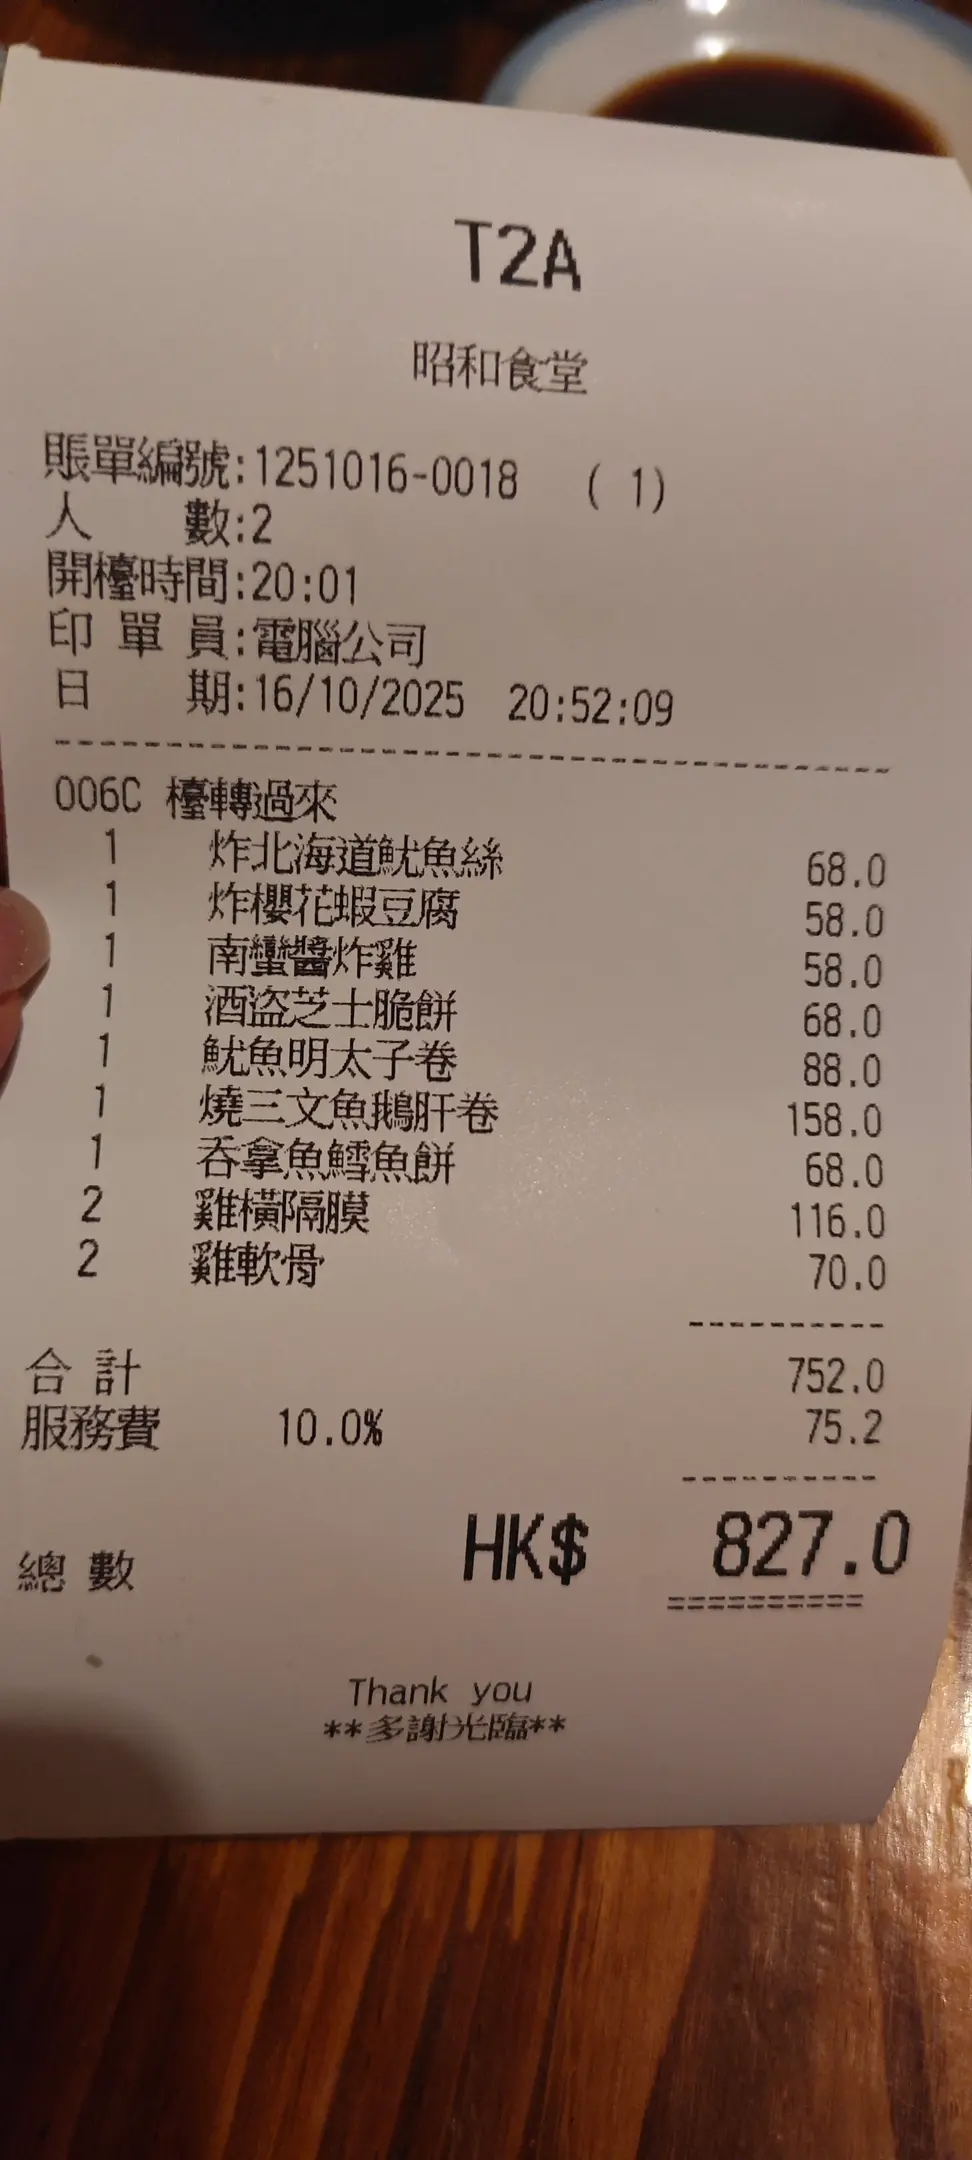 T2A
昭和食堂
賬單編號:1251016-0018 ( 1)
人 數:2
開檯時間:20:01
印 單 員:電腦公司
日 期:16/10/2025 20:52:09
006C 檯轉過來
1 炸北海道魷魚絲 68.0
1 炸櫻花蝦豆腐 58.0
1 南蠻醬炸雞 58.0
1 酒盜芝士脆餅 68.0
1 魷魚明太子卷 88.0
1 燒三文魚鵝肝卷 158.0
1 吞拿魚鱈魚餅 68.0
2 雞橫隔膜 116.0
2 雞軟骨 70.0
合 計 752.0
服務費 10.0% 75.2
總 數 HK$ 827.0
Thank you
**多謝光臨**